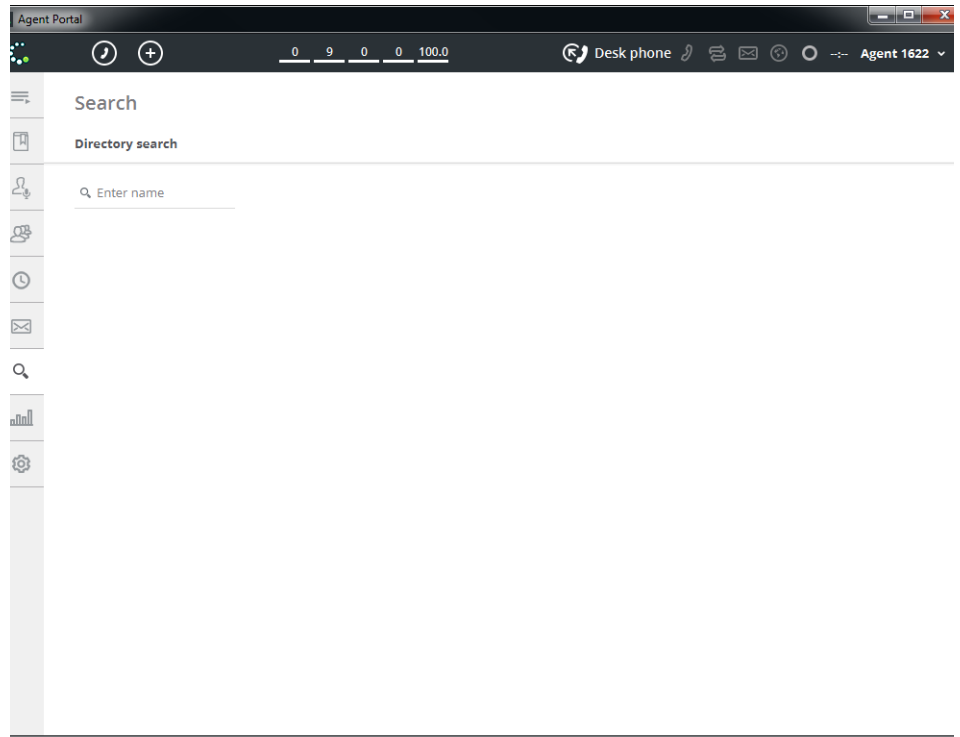 Agent Portal
0 9 0 0 100.0 Desk phone --:-- Agent 1622
Search
Directory search
Enter name